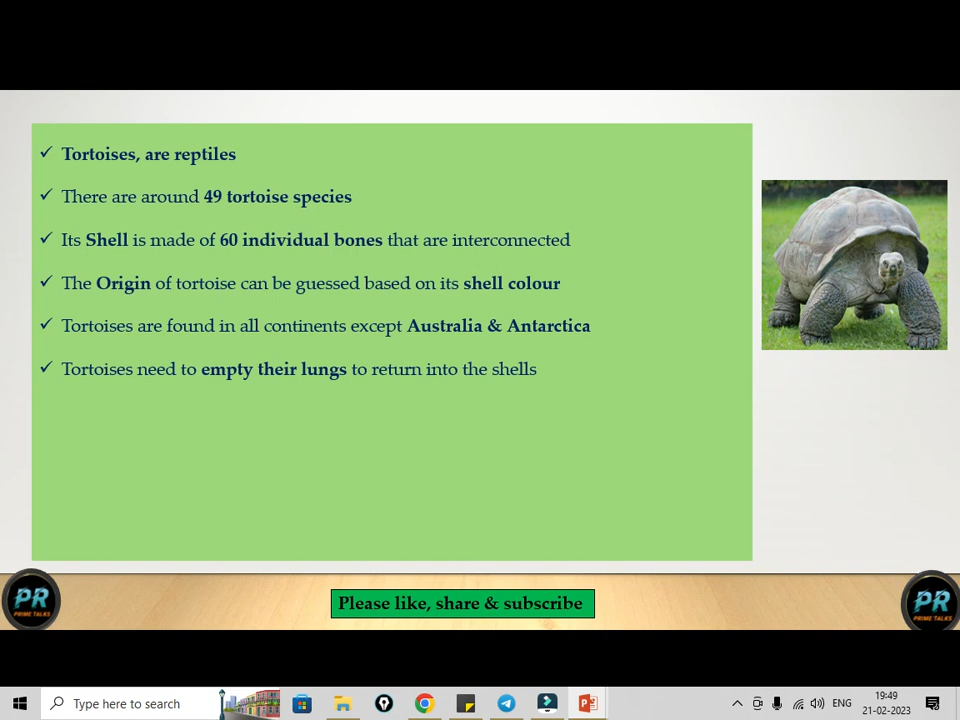 Tortoises, are reptiles
There are around 49 tortoise species
Its Shell is made of 60 individual bones that are interconnected
The Origin of tortoise can be guessed based on its shell colour
Tortoises are found in all continents except Australia & Antarctica
Tortoises need to empty their lungs to return into the shells
PR
PRIME TALKS
Please like, share & subscribe
PR
PRIME TALKS
Type here to search
ENG
19:49
21-02-2023